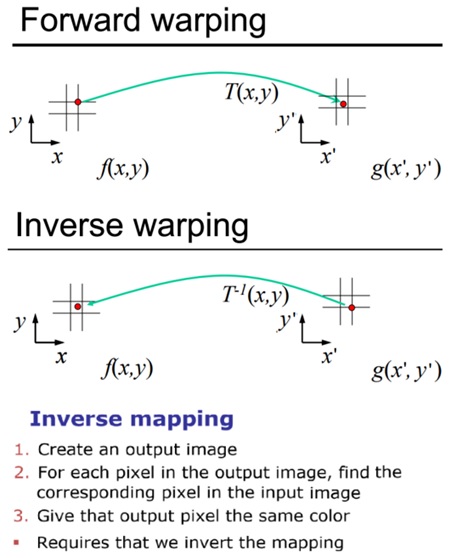 Forward warping
T(x,y)
y
x
f(x,y)
y'
x'
g(x', y')
Inverse warping
T-1(x,y)
y
x
f(x,y)
y'
x'
g(x', y')
Inverse mapping
1. Create an output image
2. For each pixel in the output image, find the
corresponding pixel in the input image
3. Give that output pixel the same color
▪ Requires that we invert the mapping